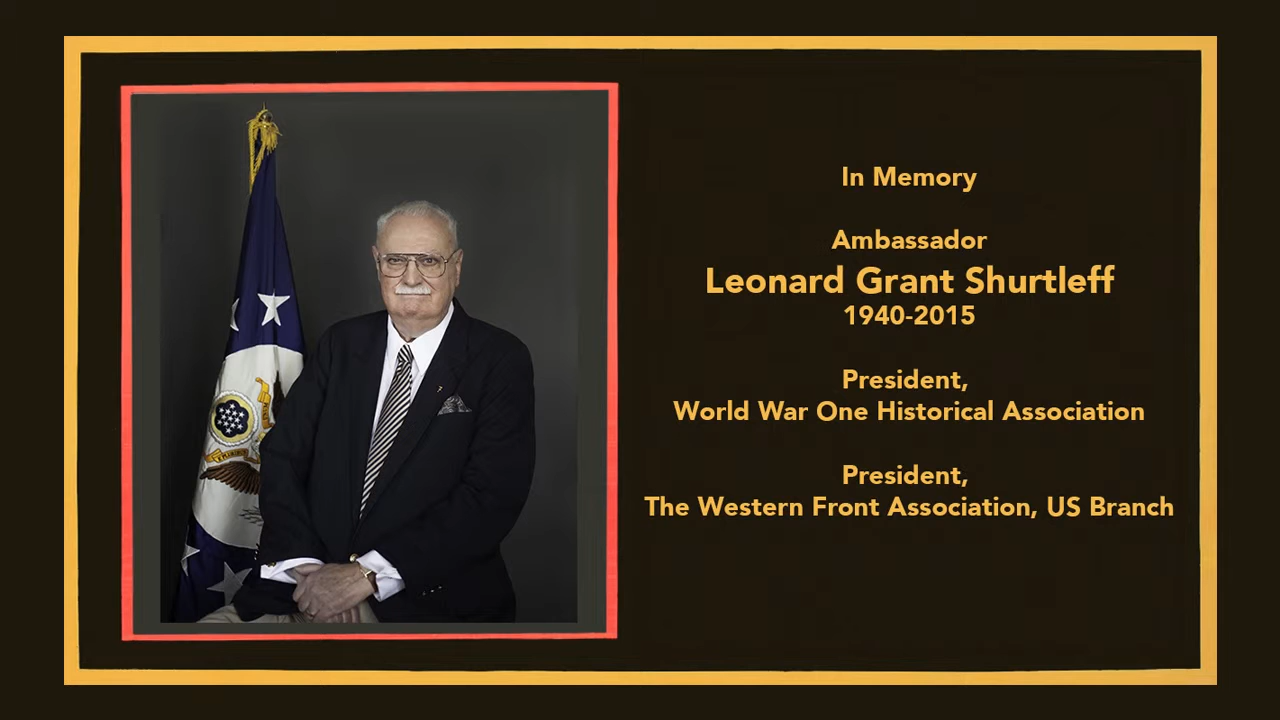 In Memory
Ambassador
Leonard Grant Shurtleff
1940-2015
President,
World War One Historical Association
President,
The Western Front Association, US Branch